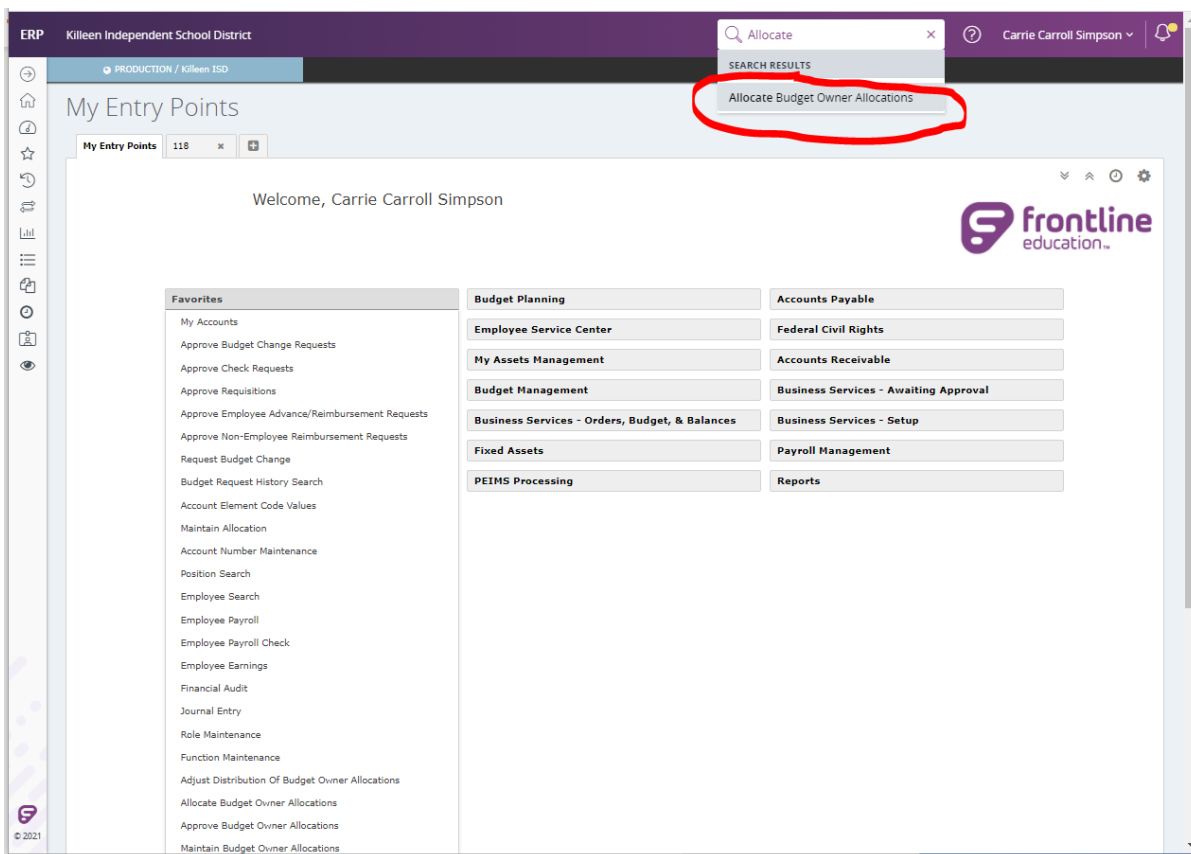 ERP Killeen Independent School District Allocate × ? Carrie Carroll Simpson
PRODUCTION / Killeen ISD
SEARCH RESULTS
Allocate Budget Owner Allocations
My Entry Points
My Entry Points 118
Welcome, Carrie Carroll Simpson
frontline
education™
Favorites
My Accounts
Approve Budget Change Requests
Approve Check Requests
Approve Requisitions
Approve Employee Advance/Reimbursement Requests
Approve Non-Employee Reimbursement Requests
Request Budget Change
Budget Request History Search
Account Element Code Values
Maintain Allocation
Account Number Maintenance
Position Search
Employee Search
Employee Payroll
Employee Payroll Check
Employee Earnings
Financial Audit
Journal Entry
Role Maintenance
Function Maintenance
Adjust Distribution Of Budget Owner Allocations
Allocate Budget Owner Allocations
Approve Budget Owner Allocations
Maintain Budget Owner Allocations
Budget Planning
Employee Service Center
My Assets Management
Budget Management
Business Services - Orders, Budget, & Balances
Fixed Assets
PEIMS Processing
Accounts Payable
Federal Civil Rights
Accounts Receivable
Business Services - Awaiting Approval
Business Services - Setup
Payroll Management
Reports
© 2021